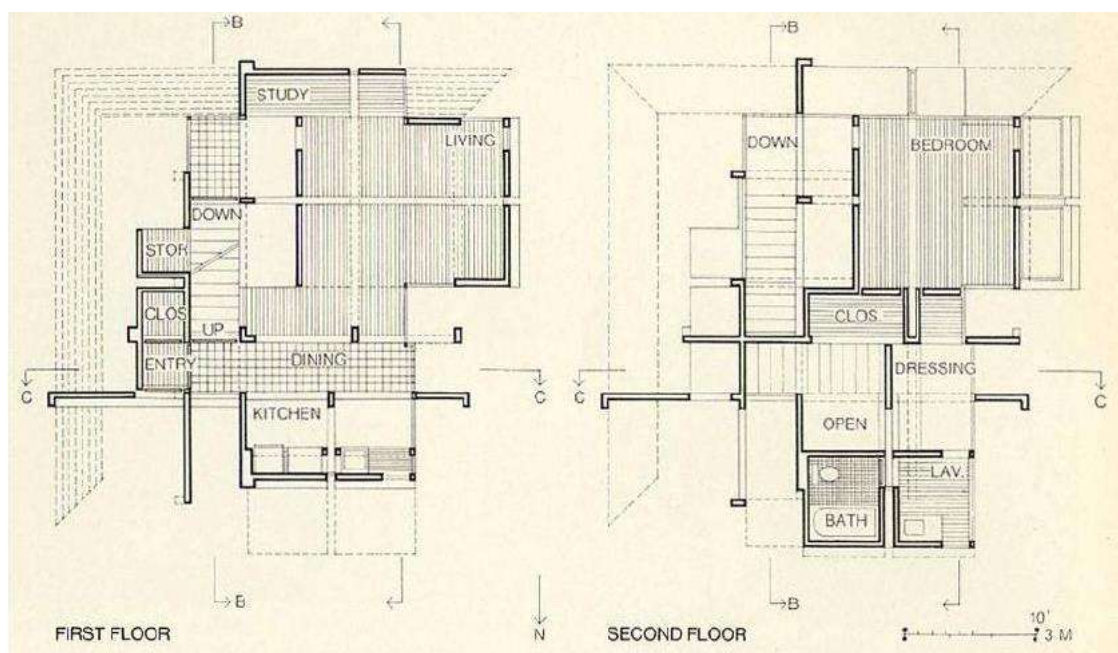 B
STUDY
LIVING
DOWN
STOR
CLOS
UP
ENTRY
DINING
C
C
KITCHEN
B
FIRST FLOOR
N
B
DOWN
BEDROOM
CLOS
DRESSING
C
C
OPEN
LAV.
BATH
B
SECOND FLOOR
10'
3 M